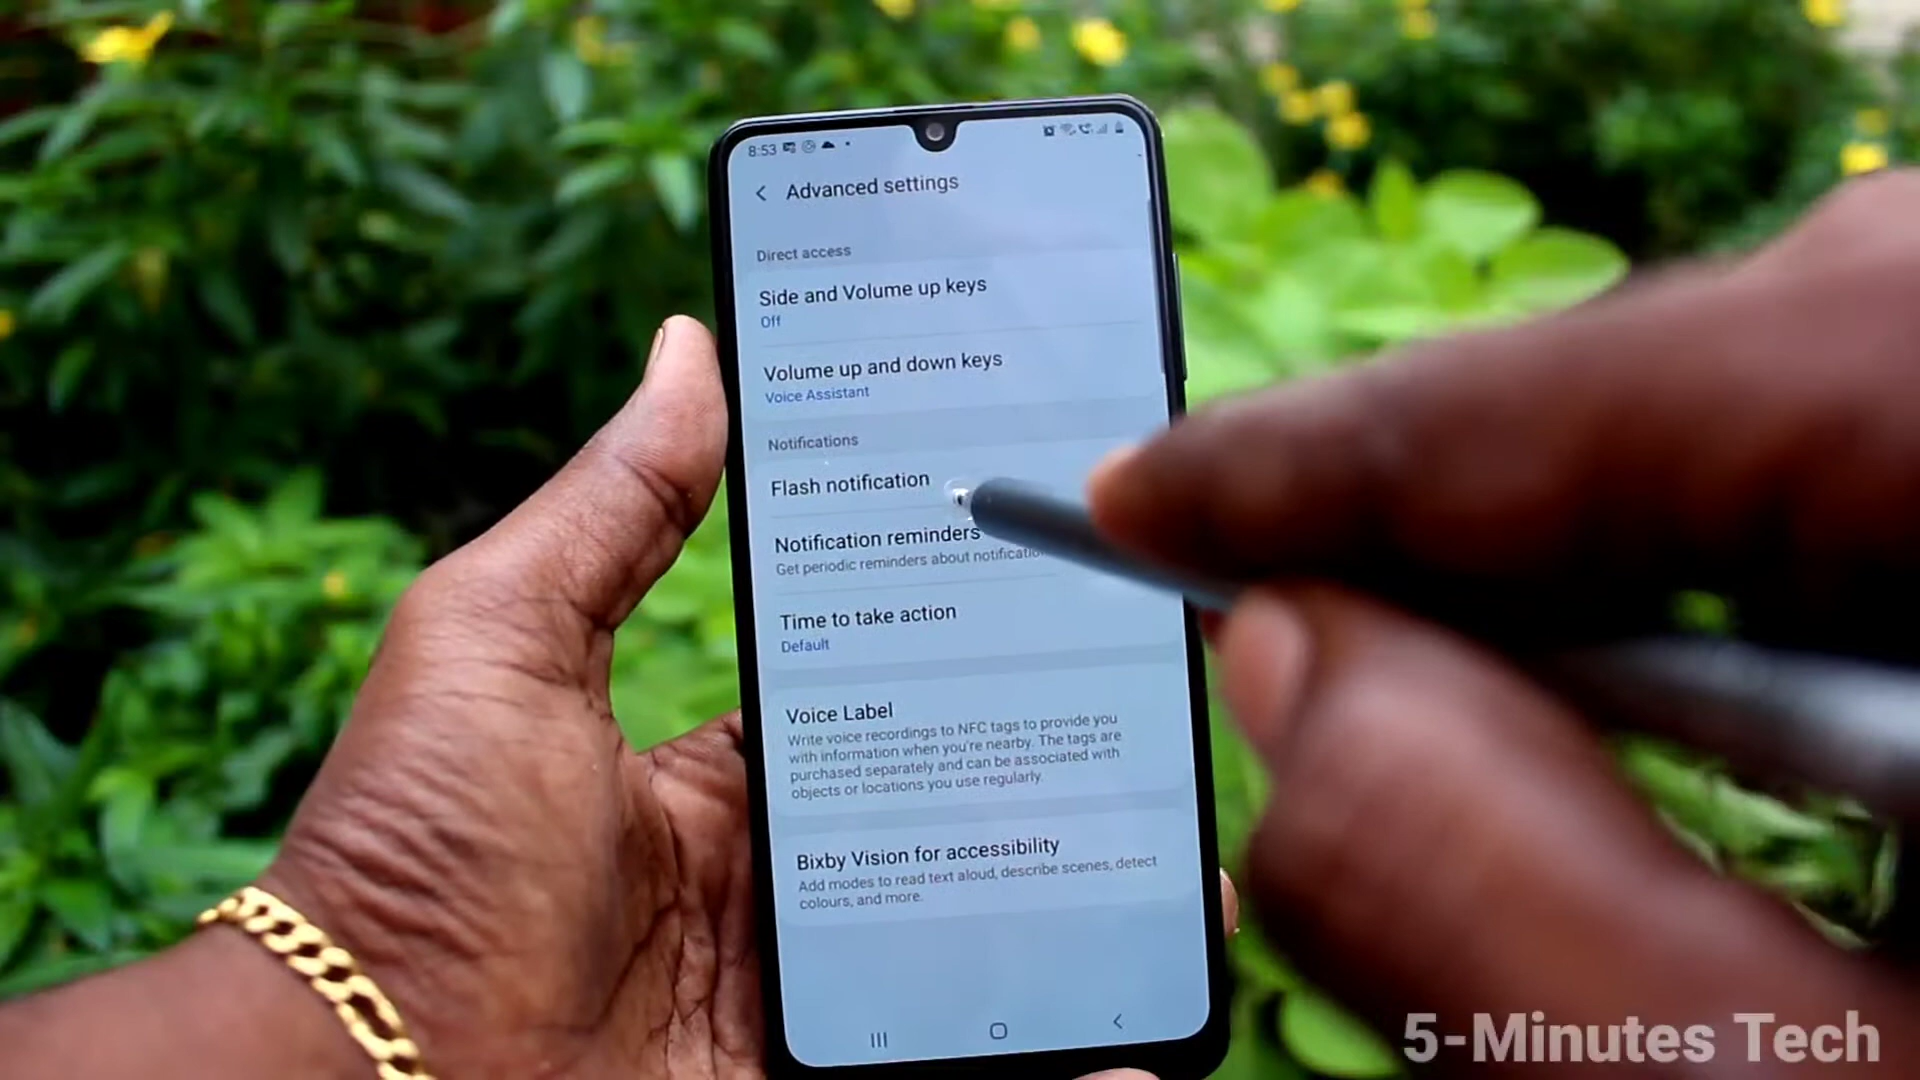 8:53
Advanced settings
Direct access
Side and Volume up keys
Off
Volume up and down keys
Voice Assistant
Notifications
Flash notification
Notification reminders
Get periodic reminders about
Time to take action
Default
Voice Label
Write voice recordings to NFC tags to provide you
with information when you're nearby. The tags are
purchased separately and can be associated with
objects or locations you use regularly.
Bixby Vision for accessibility
Add modes to read text aloud, describe scenes, detect
colours, and more.
5-Minutes Tech